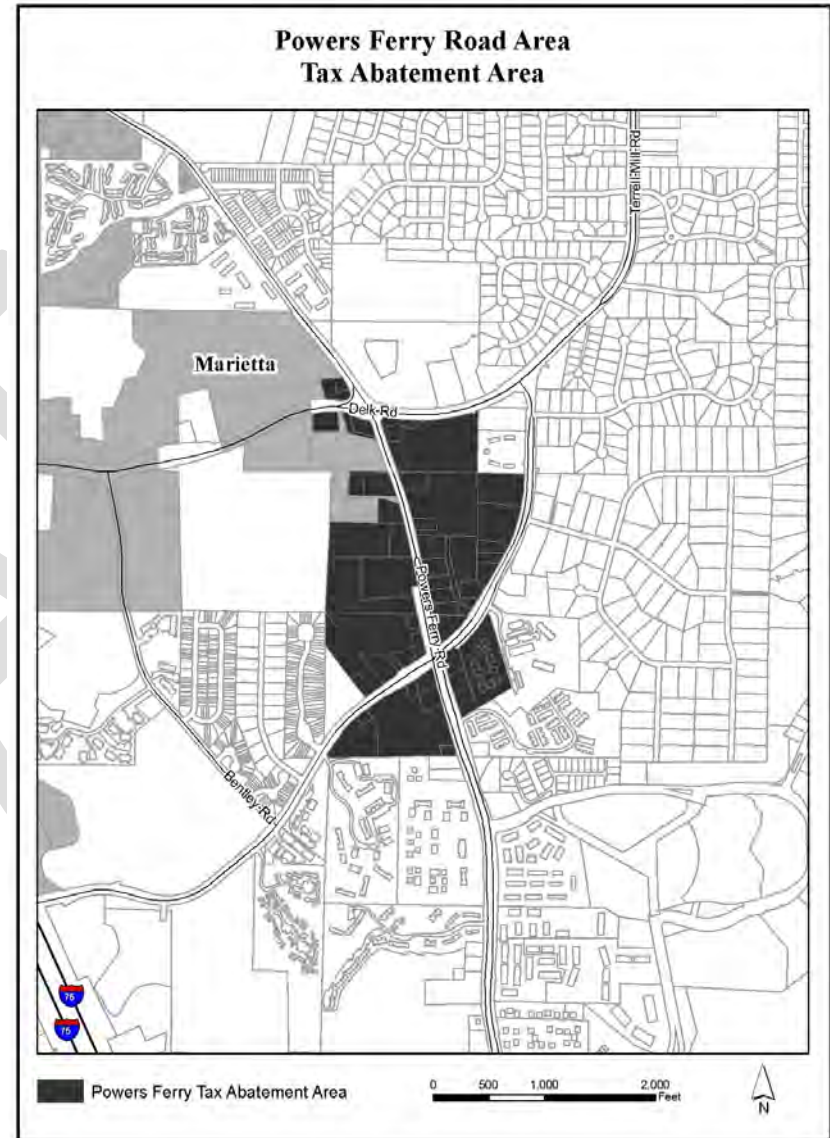 Powers Ferry Road Area
Tax Abatement Area
Terrell Mill Rd
Marietta
Delk Rd
Powers Ferry Rd
Bentley Rd
75
75
Powers Ferry Tax Abatement Area
0 500 1,000 2,000
Feet
N